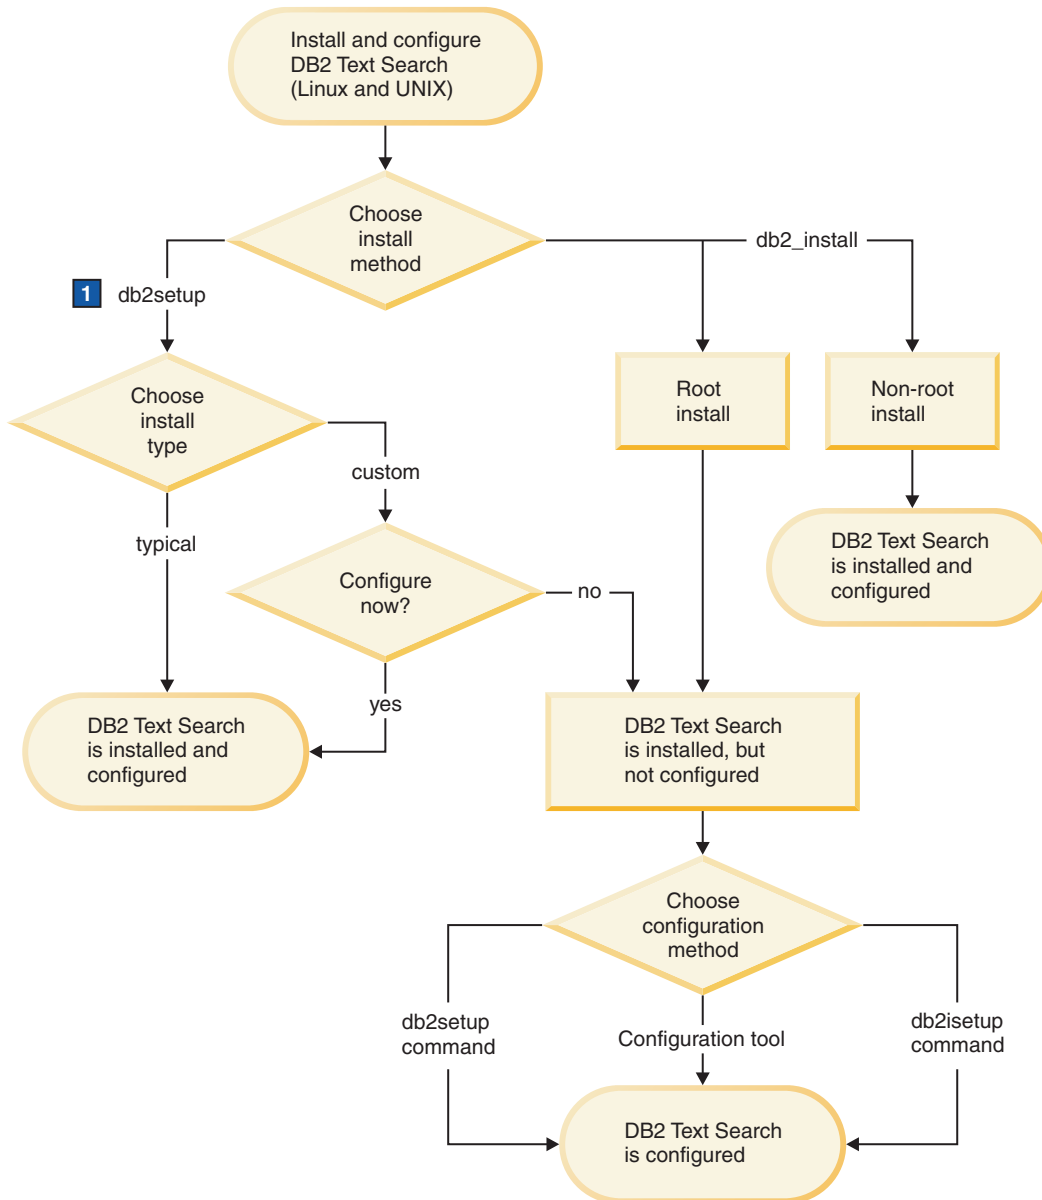 Install and configure
DB2 Text Search
(Linux and UNIX)
Choose
install
method
db2_install
1 db2setup
Choose
install
type
Root
install
Non-root
install
custom
typical
DB2 Text Search
is installed and
configured
Configure
now?
no
yes
DB2 Text Search
is installed and
configured
DB2 Text Search
is installed, but
not configured
Choose
configuration
method
db2setup
command
Configuration tool
db2isetup
command
DB2 Text Search
is configured